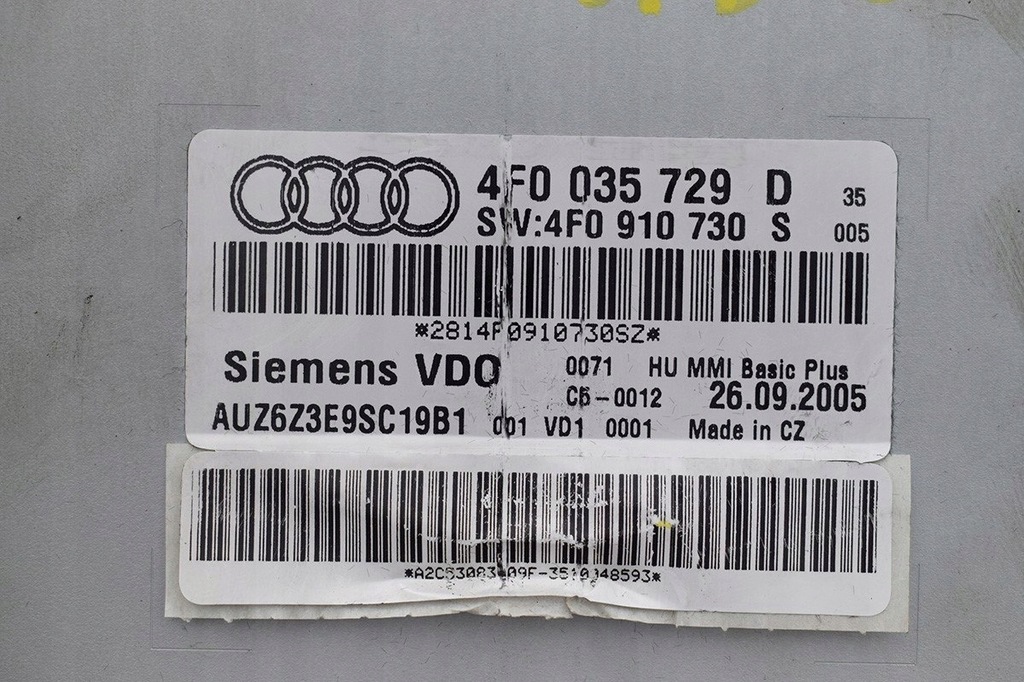 4F0 035 729 D 35
SW:4F0 910 730 S 005
*2814F0910730SZ*
Siemens VDO 0071 HU MMI Basic Plus
C5-0012 26.09.2005
AUZ6Z3E9SC19B1 001 VD1 0001 Made in CZ